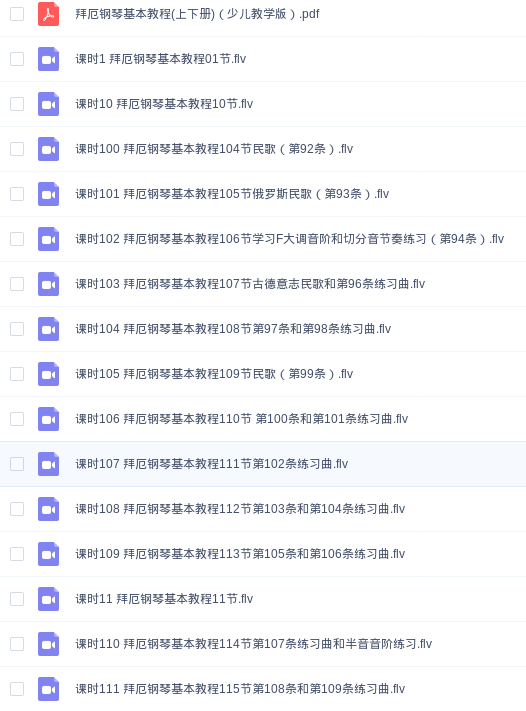 拜厄钢琴基本教程(上下册)（少儿教学版）.pdf
课时1 拜厄钢琴基本教程01节.flv
课时10 拜厄钢琴基本教程10节.flv
课时100 拜厄钢琴基本教程104节民歌（第92条）.flv
课时101 拜厄钢琴基本教程105节俄罗斯民歌（第93条）.flv
课时102 拜厄钢琴基本教程106节学习F大调音阶和切分音节奏练习（第94条）.flv
课时103 拜厄钢琴基本教程107节古德意志民歌和第96条练习曲.flv
课时104 拜厄钢琴基本教程108节第97条和第98条练习曲.flv
课时105 拜厄钢琴基本教程109节民歌（第99条）.flv
课时106 拜厄钢琴基本教程110节 第100条和第101条练习曲.flv
课时107 拜厄钢琴基本教程111节第102条练习曲.flv
课时108 拜厄钢琴基本教程112节第103条和第104条练习曲.flv
课时109 拜厄钢琴基本教程113节第105条和第106条练习曲.flv
课时11 拜厄钢琴基本教程11节.flv
课时110 拜厄钢琴基本教程114节第107条练习曲和半音音阶练习.flv
课时111 拜厄钢琴基本教程115节第108条和第109条练习曲.flv